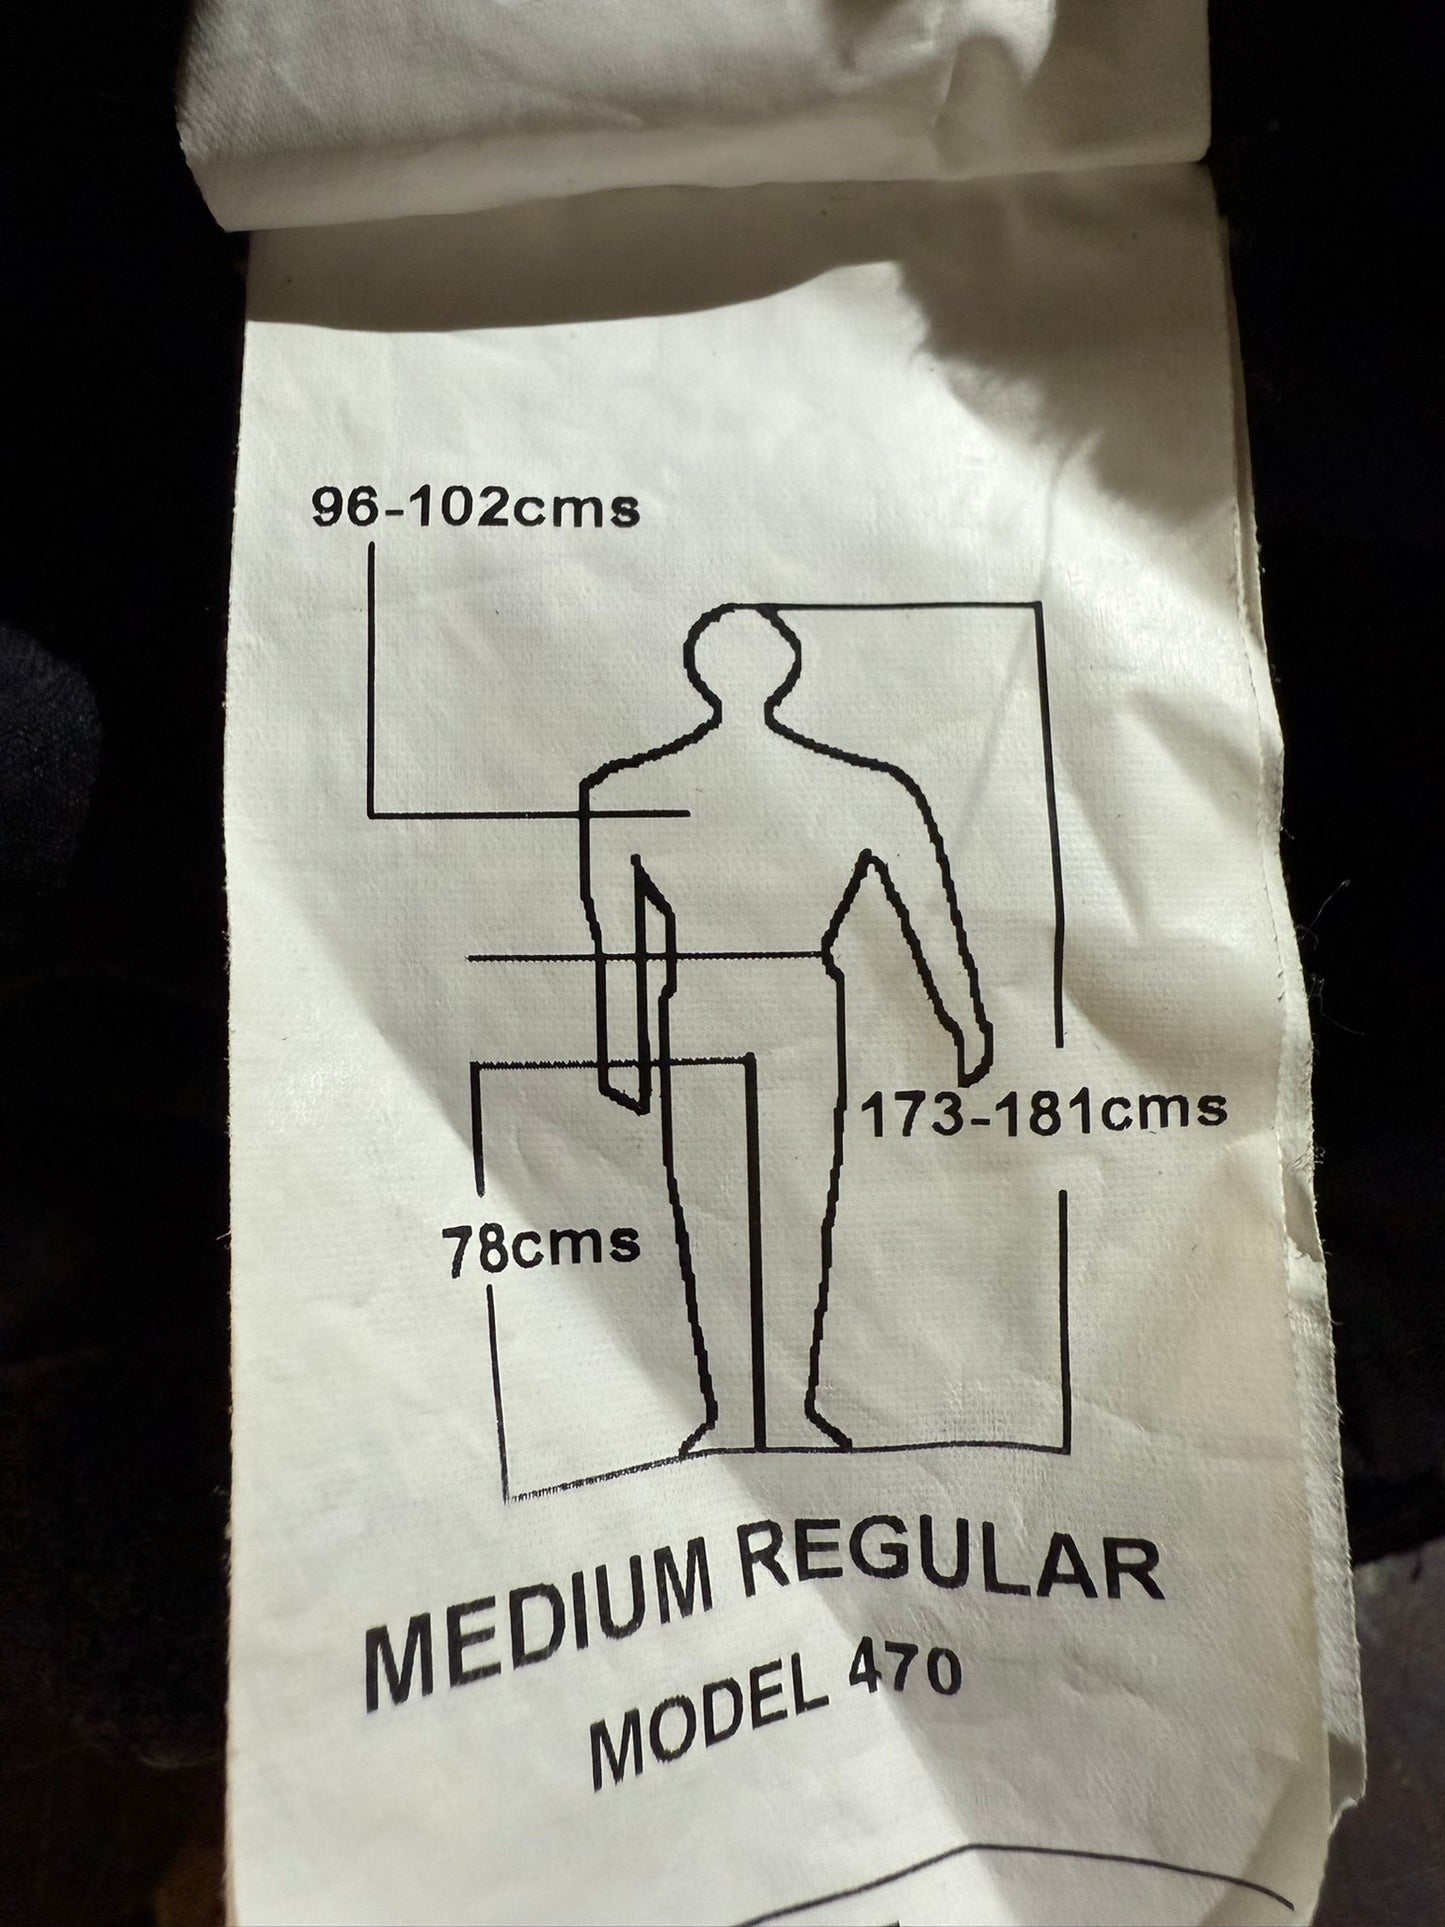 96-102cms
173-181cms
78cms
MEDIUM REGULAR
MODEL 470